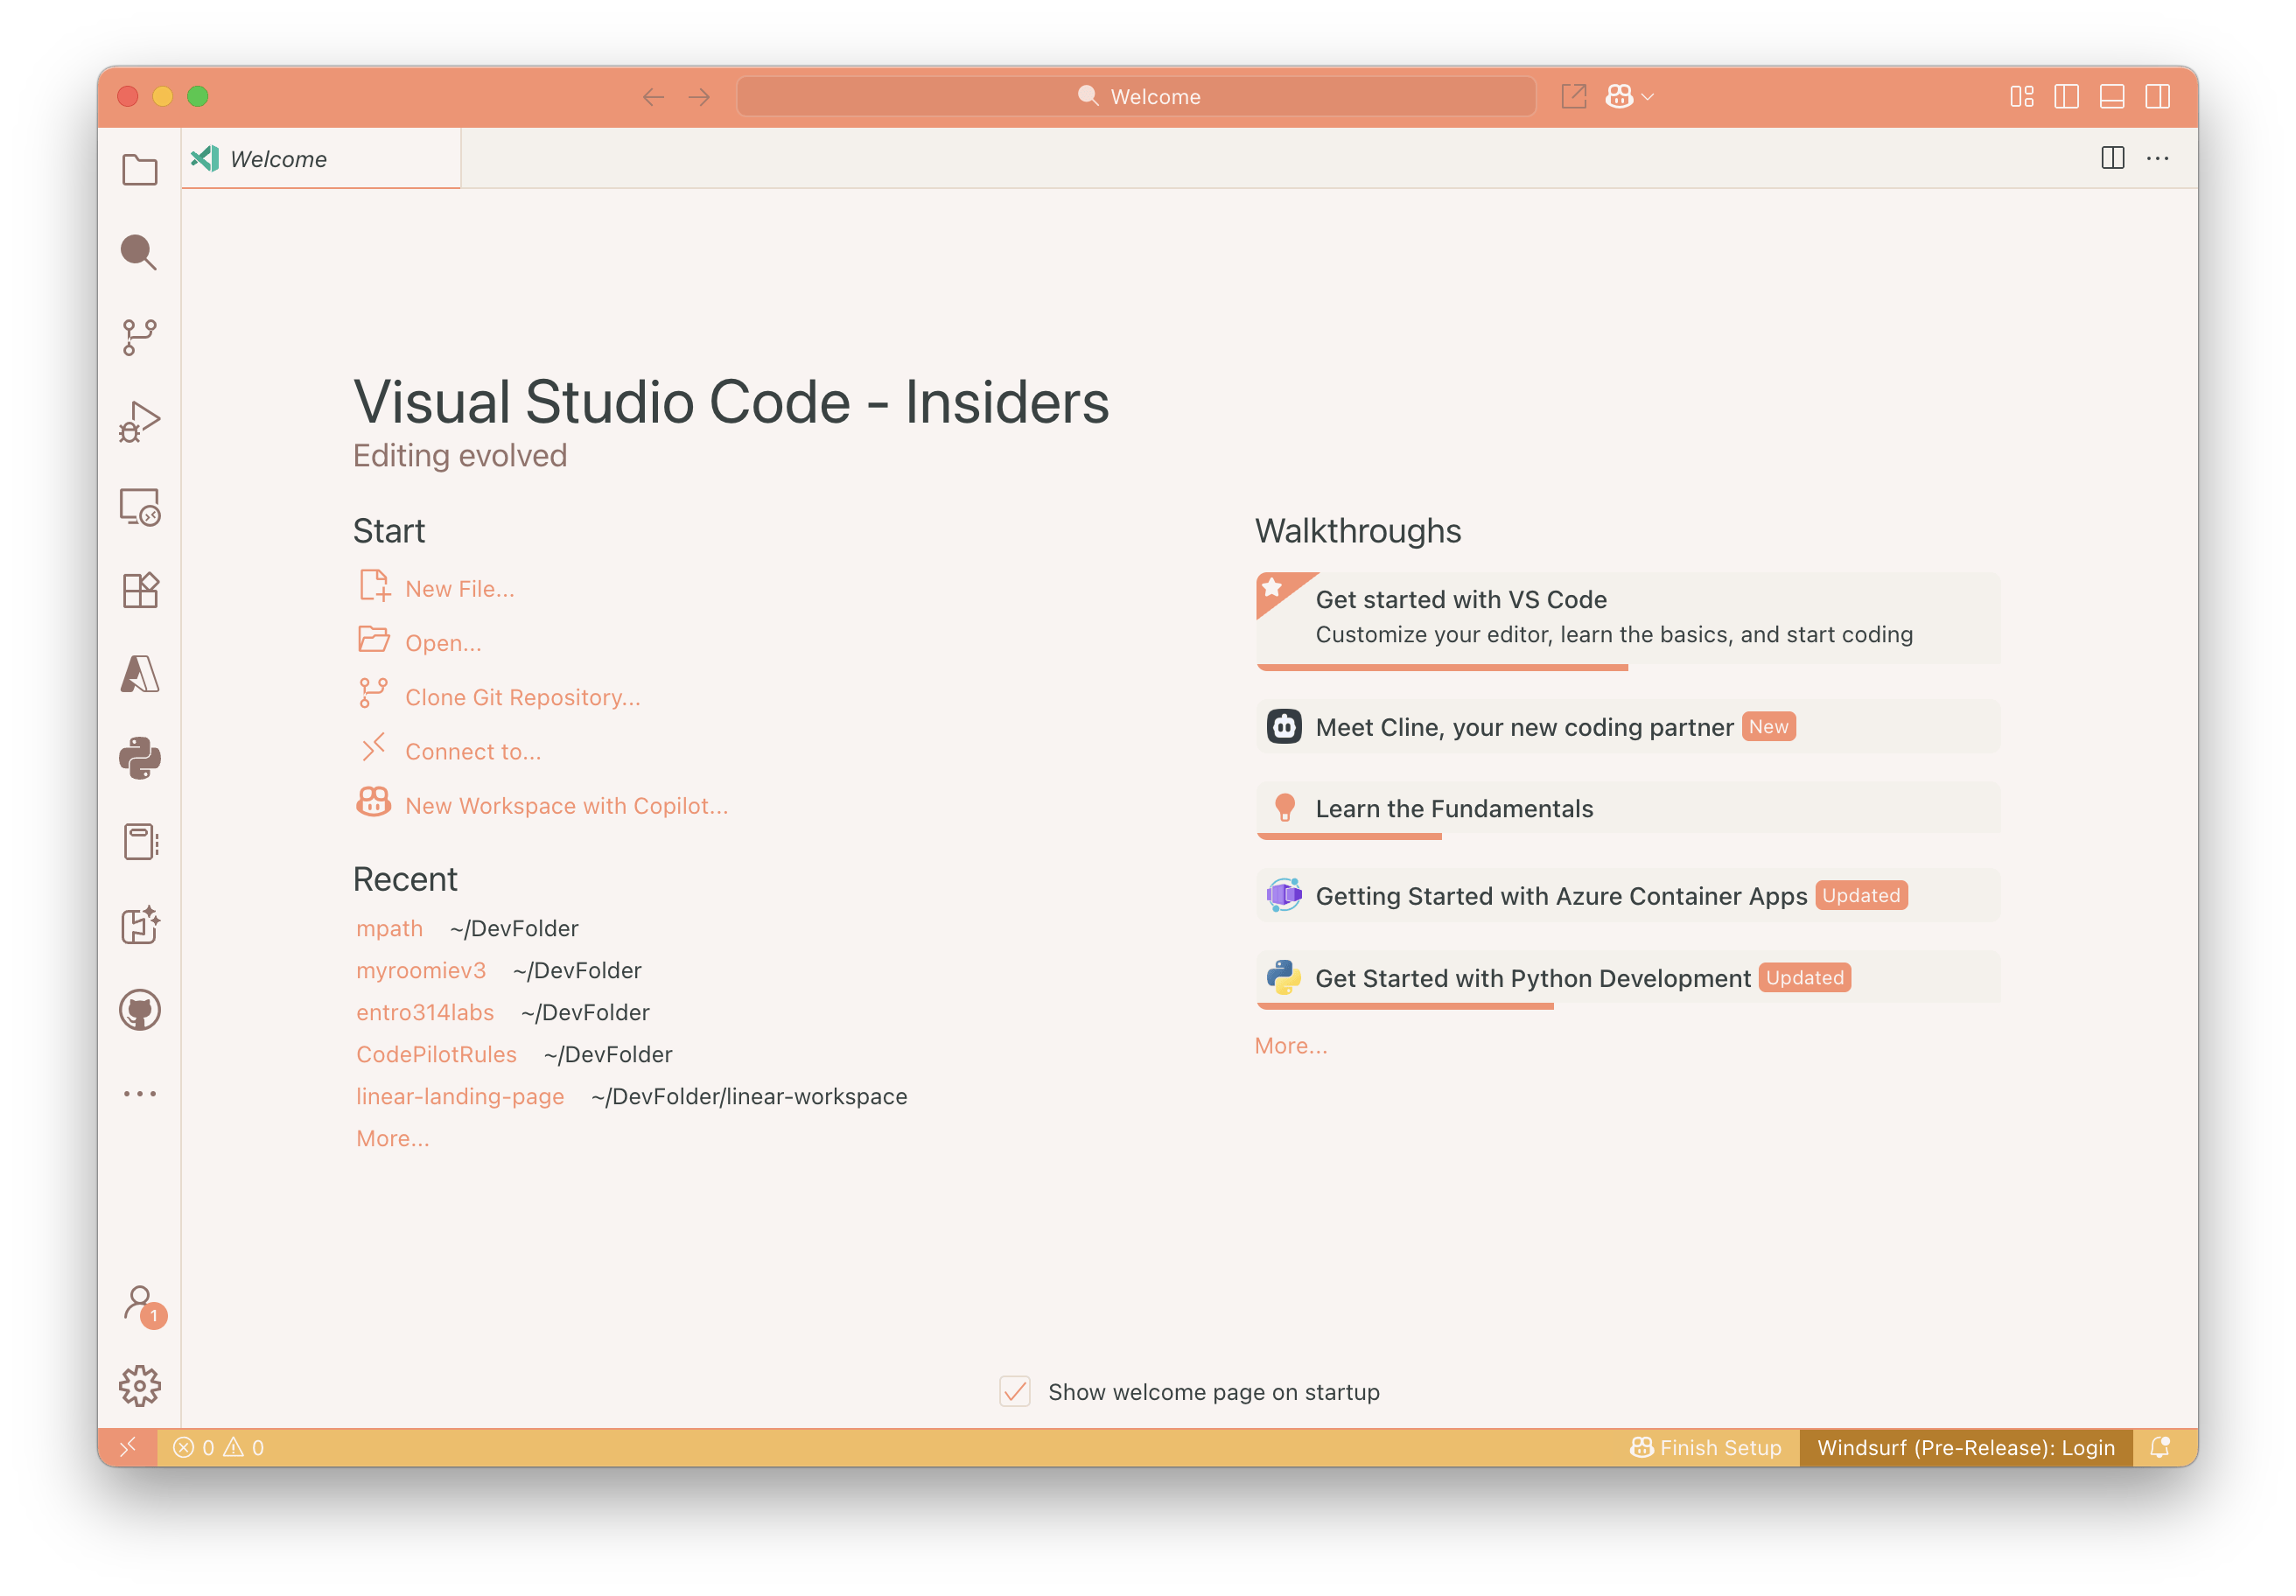 Welcome
Welcome
Visual Studio Code - Insiders
Editing evolved
Start
New File...
Open...
Clone Git Repository...
Connect to...
New Workspace with Copilot...
Recent
mpath ~/DevFolder
myroomiev3 ~/DevFolder
entro314labs ~/DevFolder
CodePilotRules ~/DevFolder
linear-landing-page ~/DevFolder/linear-workspace
More...
Walkthroughs
Get started with VS Code
Customize your editor, learn the basics, and start coding
Meet Cline, your new coding partner New
Learn the Fundamentals
Getting Started with Azure Container Apps Updated
Get Started with Python Development Updated
More...
1
Show welcome page on startup
0 0 Finish Setup Windsurf (Pre-Release): Login